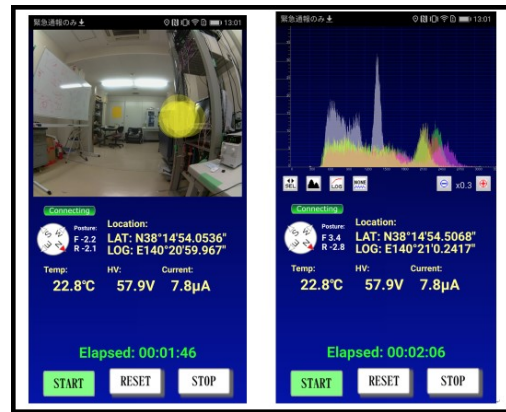 緊急通報のみ 13:01
Connecting
Posture:
F -2.2
R -2.1
Location:
LAT: N38°14'54.0536"
LOG: E140°20'59.967"
Temp: HV: Current:
22.8℃ 57.9V 7.8μA
Elapsed: 00:01:46
START RESET STOP
緊急通報のみ 13:01
SEL LOG NONE x0.3
Connecting
Posture:
F 3.4
R -2.8
Location:
LAT: N38°14'54.5068"
LOG: E140°21'0.2417"
Temp: HV: Current:
22.8℃ 57.9V 7.8μA
Elapsed: 00:02:06
START RESET STOP